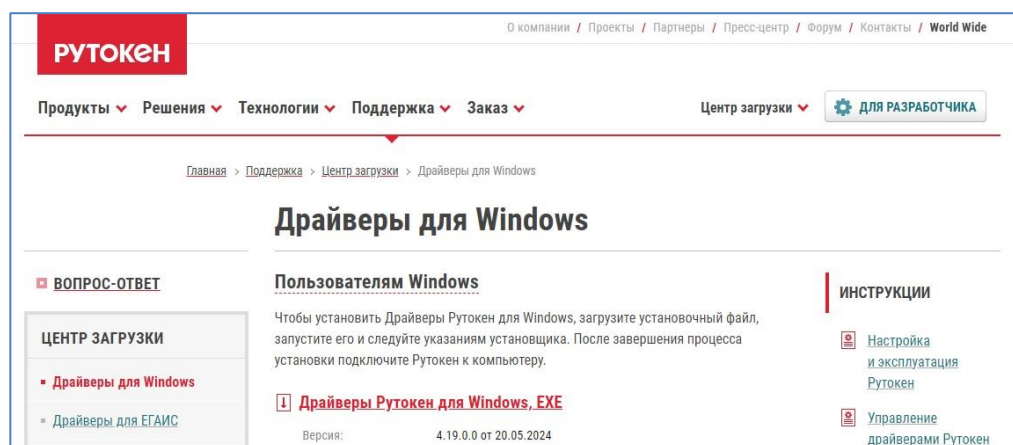 О компании / Проекты / Партнеры / Пресс-центр / Форум / Контакты / World Wide
РУТОКЕН
Продукты Решения Технологии Поддержка Заказ Центр загрузки ДЛЯ РАЗРАБОТЧИКА
Главная > Поддержка > Центр загрузки > Драйверы для Windows
Драйверы для Windows
ВОПРОС-ОТВЕТ
ЦЕНТР ЗАГРУЗКИ
Драйверы для Windows
Драйверы для ЕГАИС
Пользователям Windows
Чтобы установить Драйверы Рутокен для Windows, загрузите установочный файл,
запустите его и следуйте указаниям установщика. После завершения процесса
установки подключите Рутокен к компьютеру.
Драйверы Рутокен для Windows, EXE
Версия: 4.19.0.0 от 20.05.2024
ИНСТРУКЦИИ
Настройка
и эксплуатация
Рутокен
Управление
драйверами Рутокен